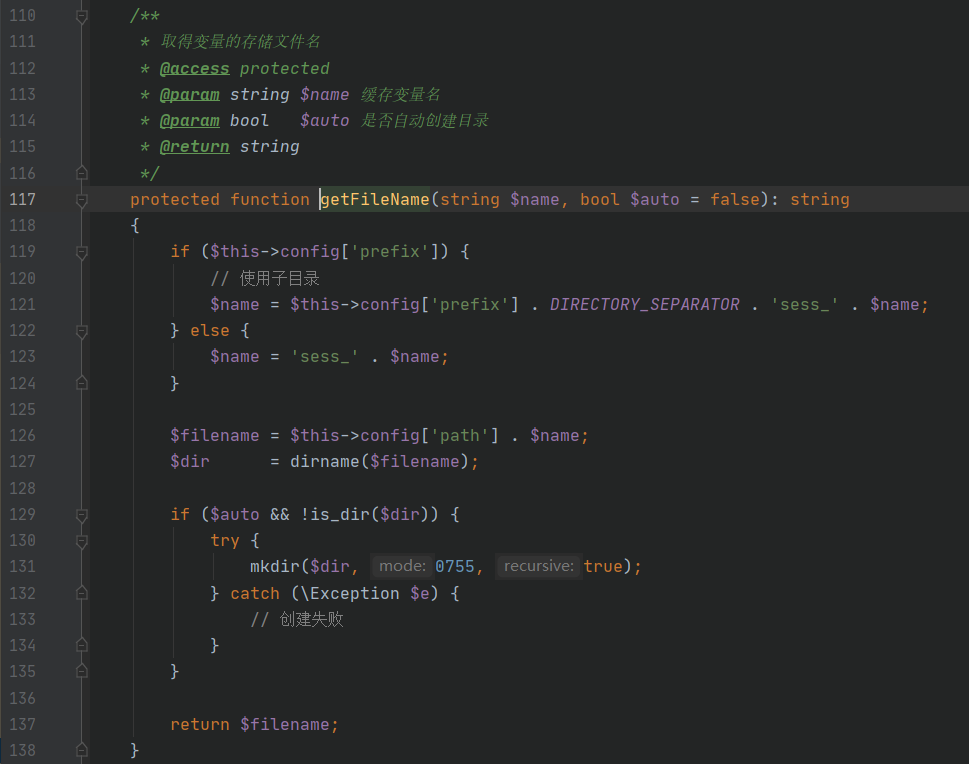 110 /**
111 * 取得变量的存储文件名
112 * @access protected
113 * @param string $name 缓存变量名
114 * @param bool   $auto 是否自动创建目录
115 * @return string
116 */
117 protected function getFileName(string $name, bool $auto = false): string
118 {
119     if ($this->config['prefix']) {
120         // 使用子目录
121         $name = $this->config['prefix'] . DIRECTORY_SEPARATOR . 'sess_' . $name;
122     } else {
123         $name = 'sess_' . $name;
124     }
125
126     $filename = $this->config['path'] . $name;
127     $dir      = dirname($filename);
128
129     if ($auto && !is_dir($dir)) {
130         try {
131             mkdir($dir, mode: 0755, recursive: true);
132         } catch (\Exception $e) {
133             // 创建失败
134         }
135     }
136
137     return $filename;
138 }